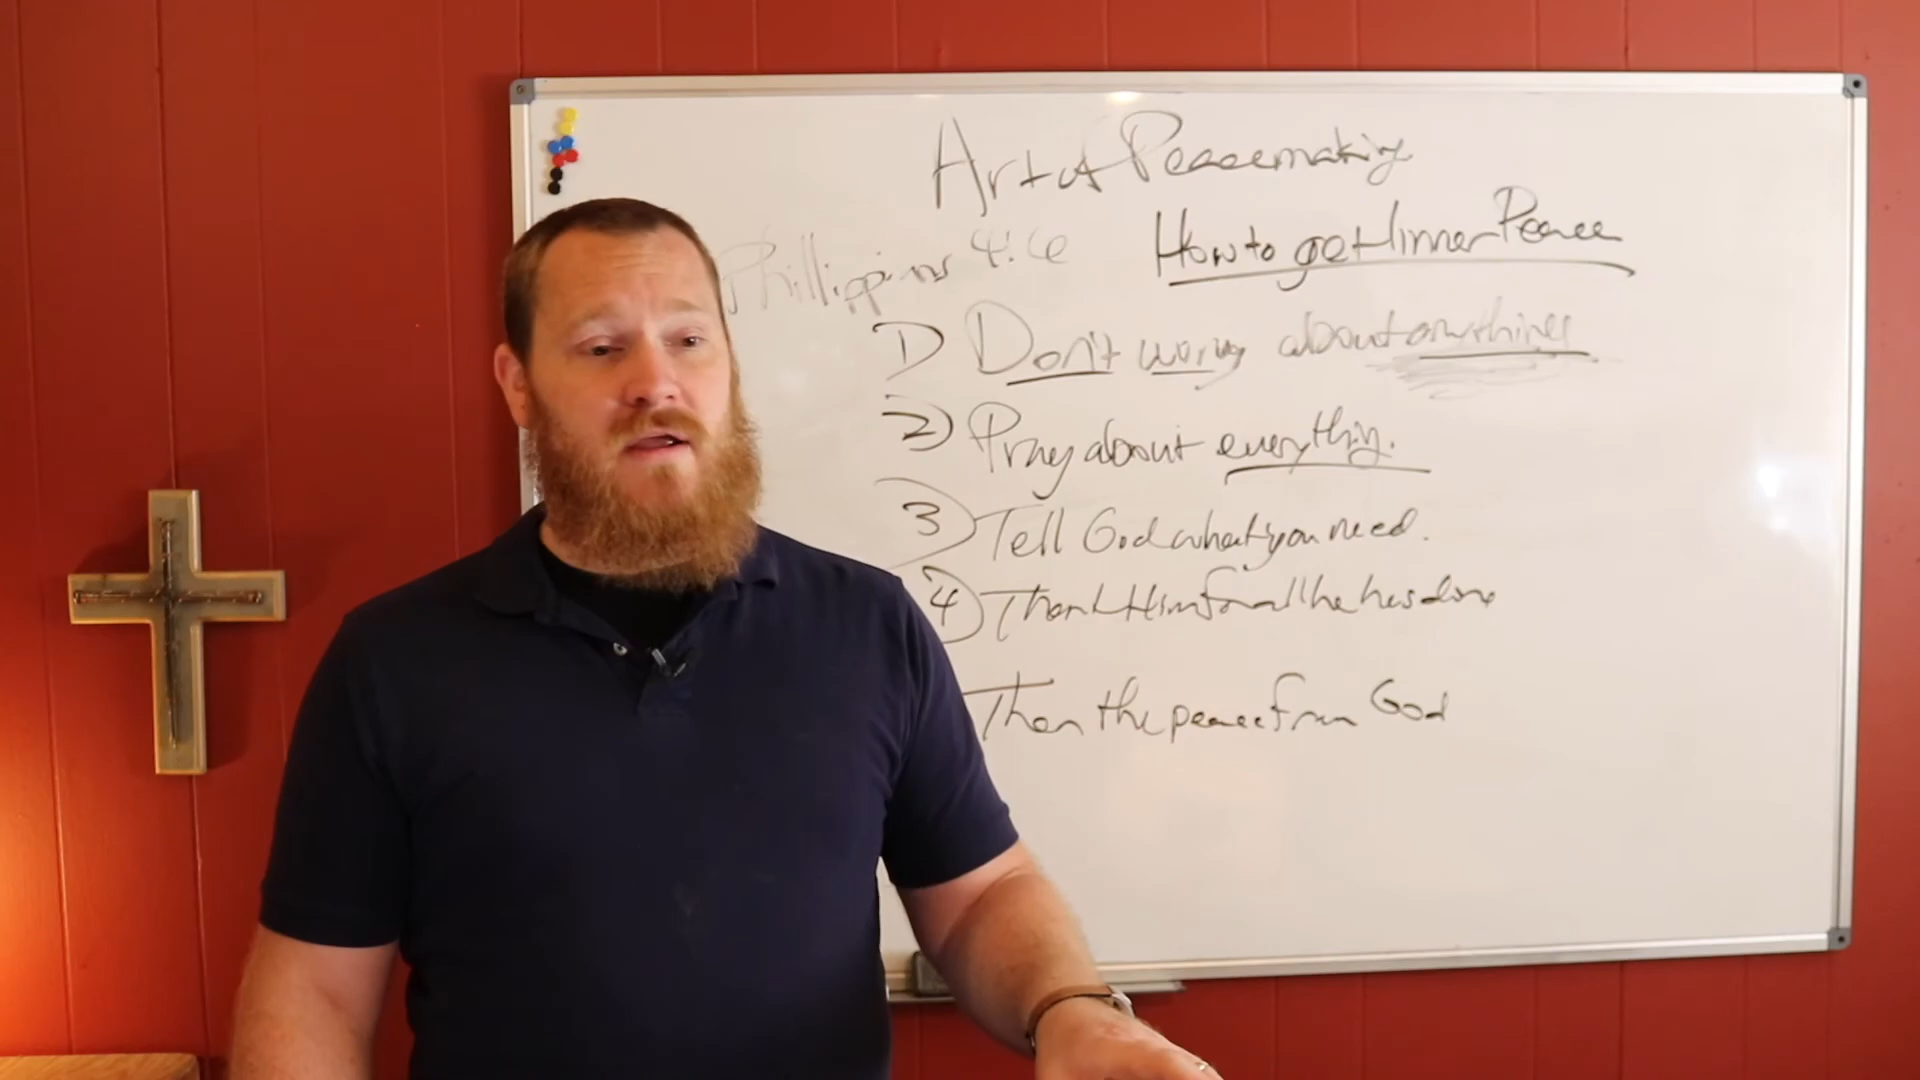 Art of Peacemaking
How to get Inner Peace
Phillippians 4:6
1) Don't worry about anything
2) Pray about everything.
3) Tell God what you need.
4) Thank Him for all he has done
Then the peace from God